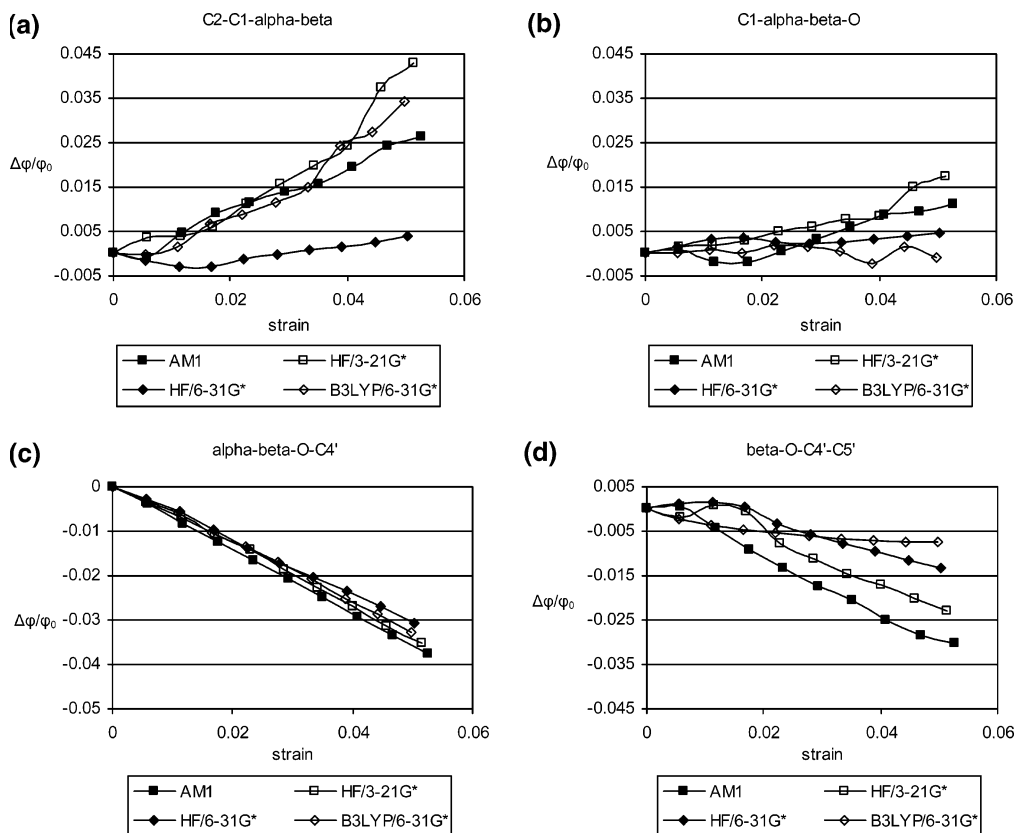 (a)
C2-C1-alpha-beta
0.045
0.035
0.025
0.015
0.005
-0.005
Δφ/φ₀
0 0.02 0.04 0.06
strain
AM1 HF/3-21G*
HF/6-31G* B3LYP/6-31G*
(b)
C1-alpha-beta-O
0.045
0.035
0.025
0.015
0.005
-0.005
Δφ/φ₀
0 0.02 0.04 0.06
strain
AM1 HF/3-21G*
HF/6-31G* B3LYP/6-31G*
(c)
alpha-beta-O-C4'
0
-0.01
-0.02
-0.03
-0.04
-0.05
Δφ/φ₀
0 0.02 0.04 0.06
strain
AM1 HF/3-21G*
HF/6-31G* B3LYP/6-31G*
(d)
beta-O-C4'-C5'
0.005
-0.005
-0.015
-0.025
-0.035
-0.045
Δφ/φ₀
0 0.02 0.04 0.06
strain
AM1 HF/3-21G*
HF/6-31G* B3LYP/6-31G*